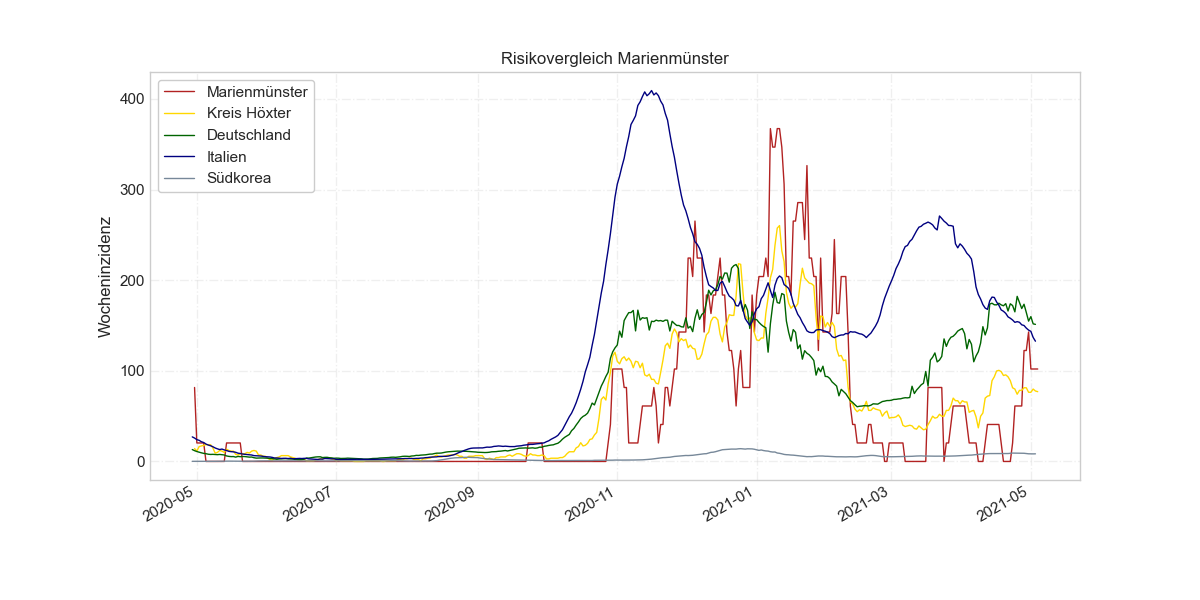 Risikovergleich Marienmünster
Marienmünster
Kreis Höxter
Deutschland
Italien
Südkorea
Wocheninzidenz
400
300
200
100
0
2020-05
2020-07
2020-09
2020-11
2021-01
2021-03
2021-05